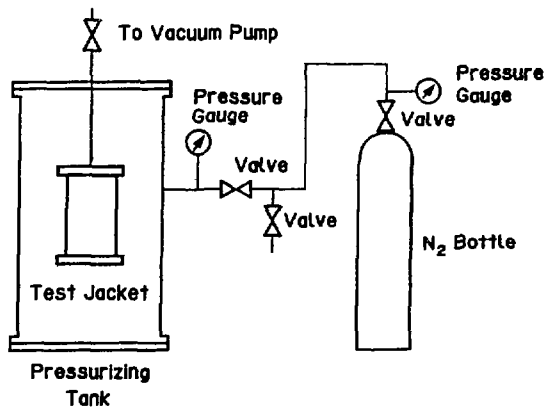 To Vacuum Pump
Pressure
Gauge
Pressure
Gauge
Valve
Valve
Valve
N₂ Bottle
Test Jacket
Pressurizing
Tank